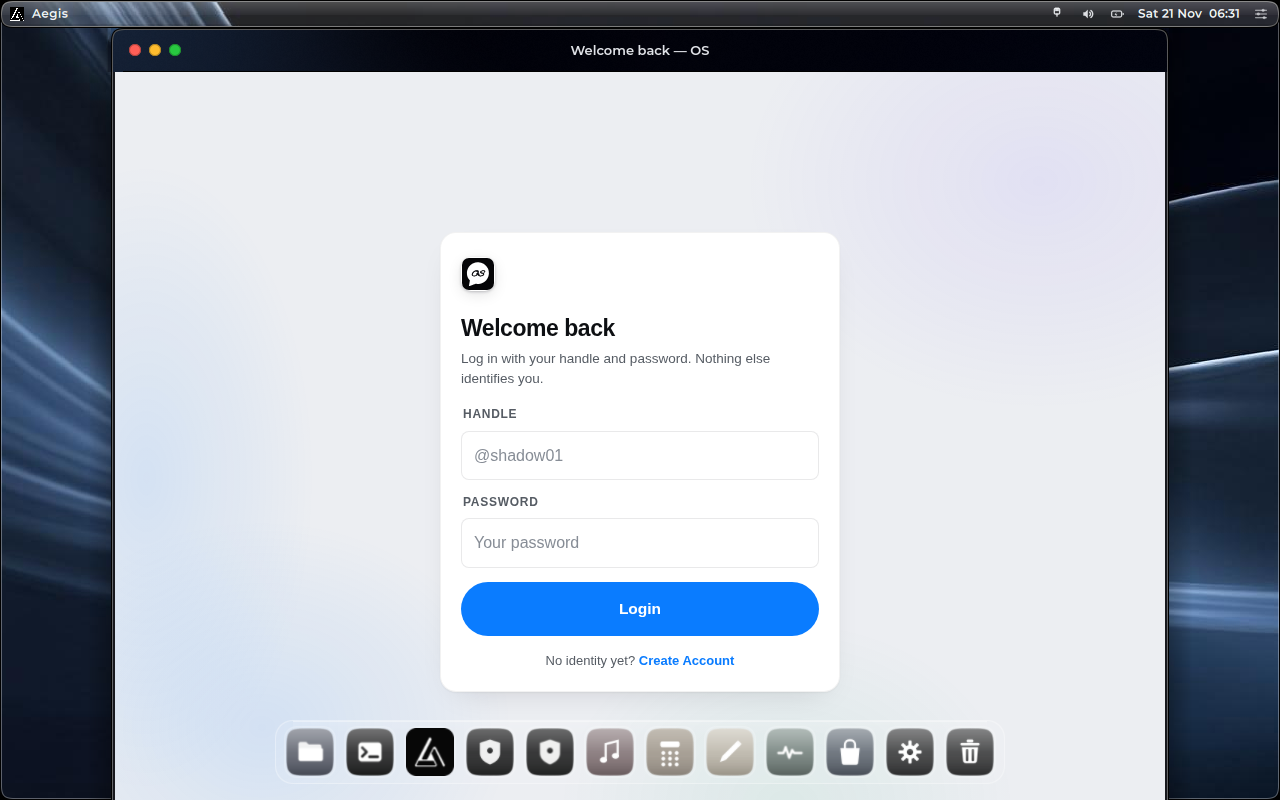 Aegis
Sat 21 Nov 06:31
Welcome back — OS
OS
Welcome back
Log in with your handle and password. Nothing else
identifies you.
HANDLE
@shadow01
PASSWORD
Your password
Login
No identity yet? Create Account